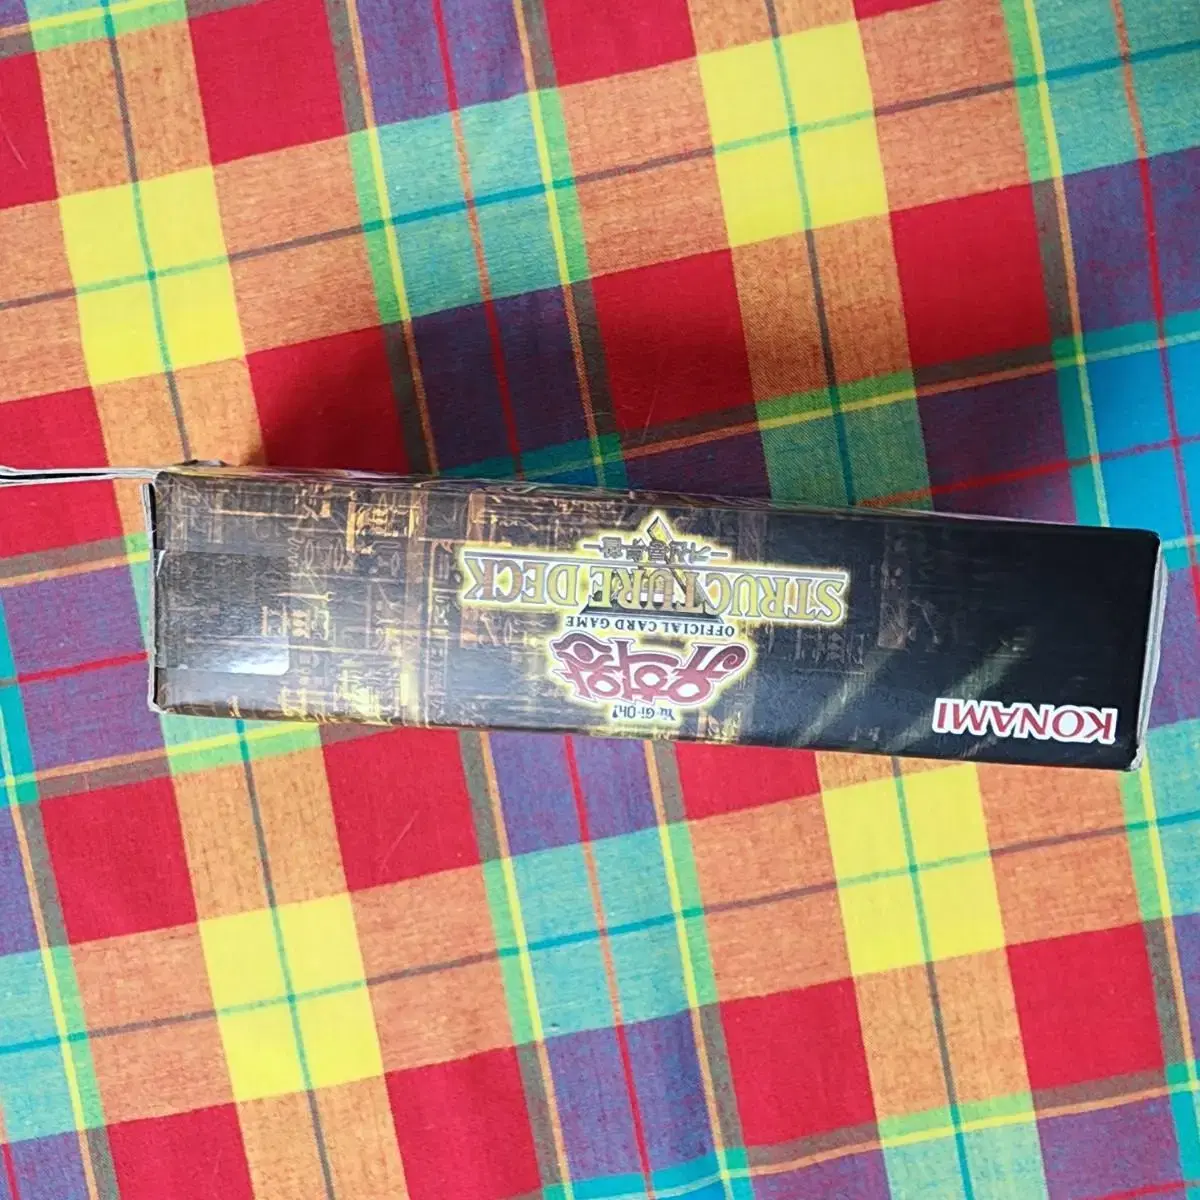 KONAMI
Yu-Gi-Oh!
유희왕
OFFICIAL CARD GAME
STRUCTURE DECK